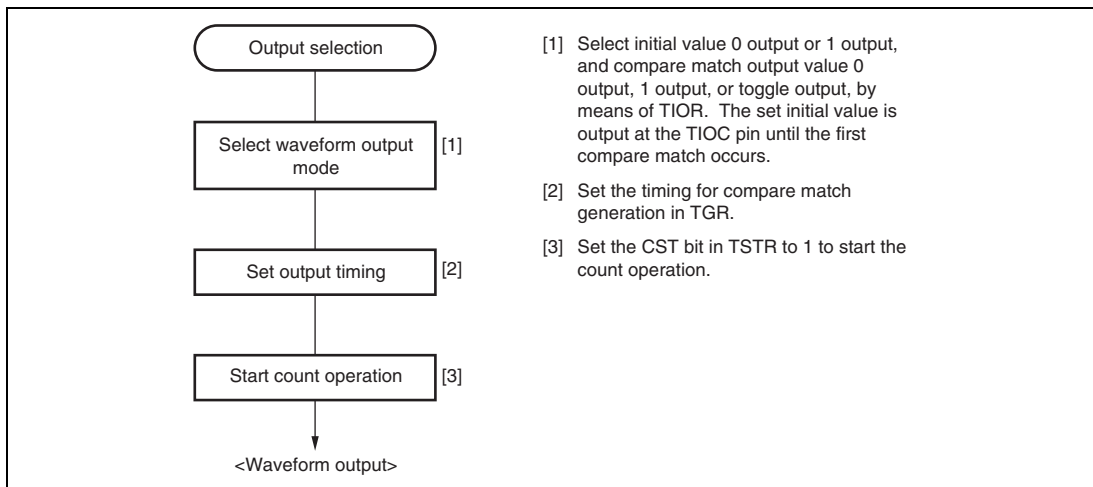 Output selection
Select waveform output
mode
[1]
Set output timing
[2]
Start count operation
[3]
<Waveform output>
[1] Select initial value 0 output or 1 output,
and compare match output value 0
output, 1 output, or toggle output, by
means of TIOR. The set initial value is
output at the TIOC pin until the first
compare match occurs.
[2] Set the timing for compare match
generation in TGR.
[3] Set the CST bit in TSTR to 1 to start the
count operation.